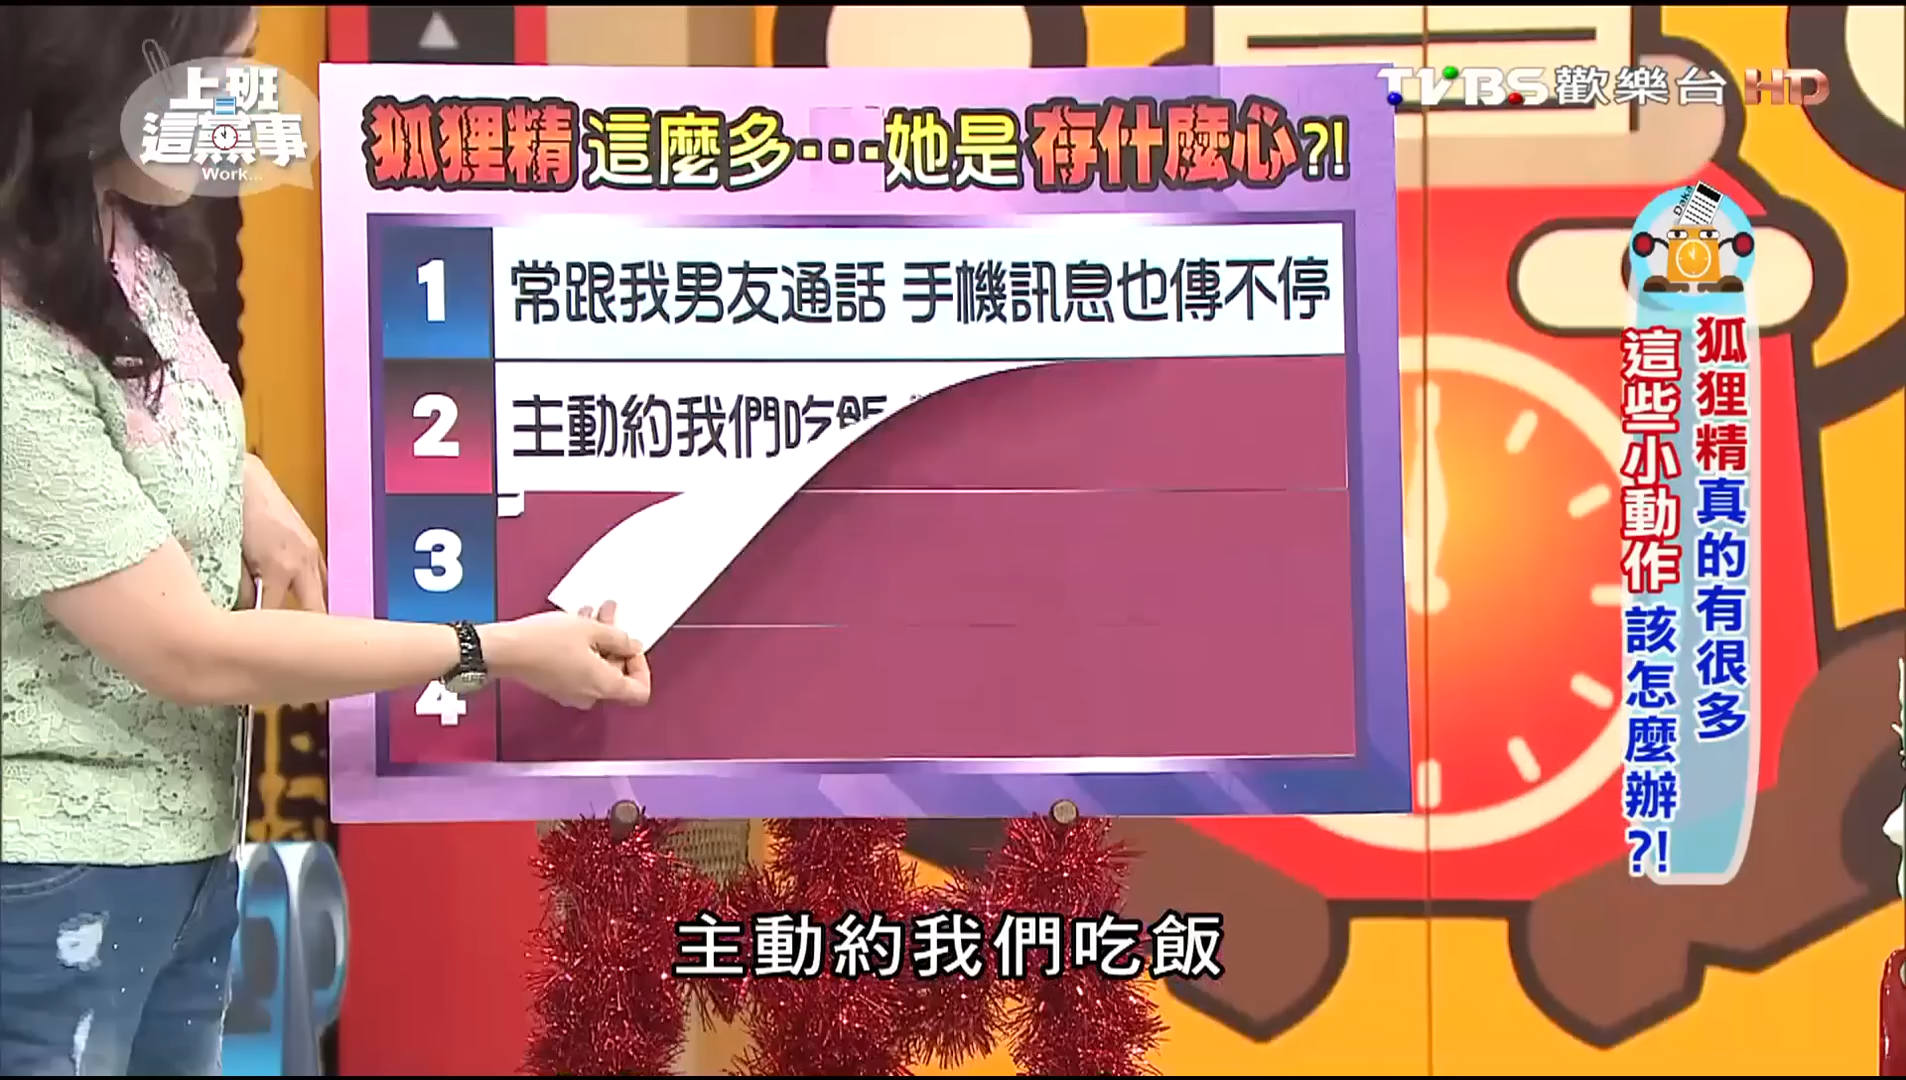 上班
這黨事
Work...
TVBS歡樂台 HD
狐狸精這麼多…她是存什麼心?!
1 常跟我男友通話 手機訊息也傳不停
2 主動約我們吃飯
3
4
Daka
狐狸精真的有很多
這些小動作 該怎麼辦?!
主動約我們吃飯